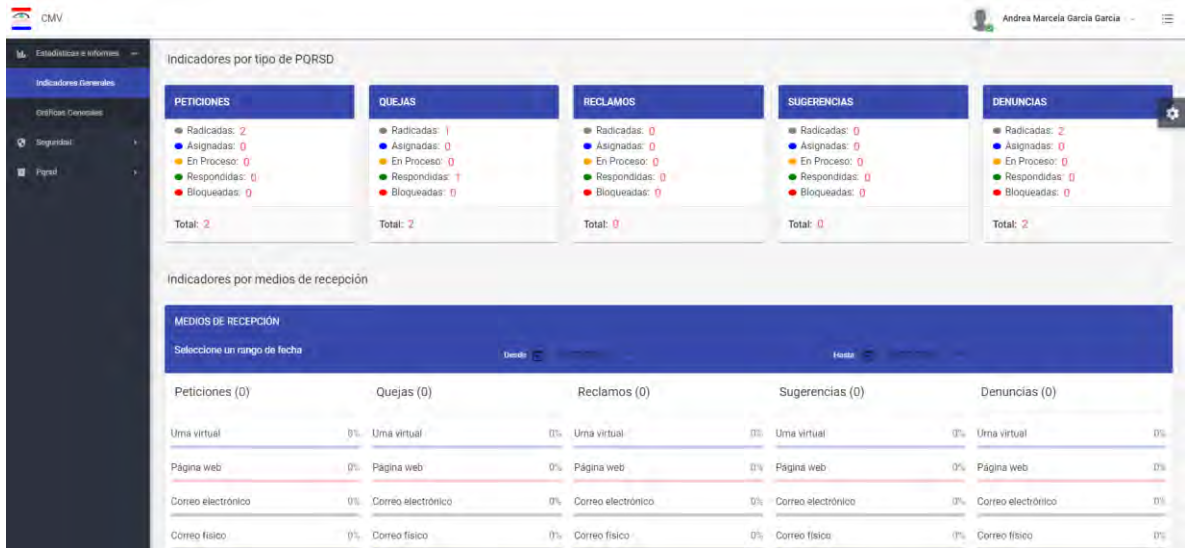 CMV
Andrea Marcela García García
Estadísticas e informes
Indicadores Generales
Gráficas Generales
Seguridad
Pqrsd
Indicadores por tipo de PQRSD
PETICIONES QUEJAS RECLAMOS SUGERENCIAS DENUNCIAS
Radicadas: 2 Radicadas: 1 Radicadas: 0 Radicadas: 0 Radicadas: 2
Asignadas: 0 Asignadas: 0 Asignadas: 0 Asignadas: 0 Asignadas: 0
En Proceso: 0 En Proceso: 0 En Proceso: 0 En Proceso: 0 En Proceso: 0
Respondidas: 0 Respondidas: 1 Respondidas: 0 Respondidas: 0 Respondidas: 0
Bloqueadas: 0 Bloqueadas: 0 Bloqueadas: 0 Bloqueadas: 0 Bloqueadas: 0
Total: 2 Total: 2 Total: 0 Total: 0 Total: 2
Indicadores por medios de recepción
MEDIOS DE RECEPCIÓN
Seleccione un rango de fecha Desde Hasta
Peticiones (0) Quejas (0) Reclamos (0) Sugerencias (0) Denuncias (0)
Urna virtual 0% Urna virtual 0% Urna virtual 0% Urna virtual 0% Urna virtual 0%
Página web 0% Página web 0% Página web 0% Página web 0% Página web 0%
Correo electrónico 0% Correo electrónico 0% Correo electrónico 0% Correo electrónico 0% Correo electrónico 0%
Correo físico 0% Correo físico 0% Correo físico 0% Correo físico 0% Correo físico 0%